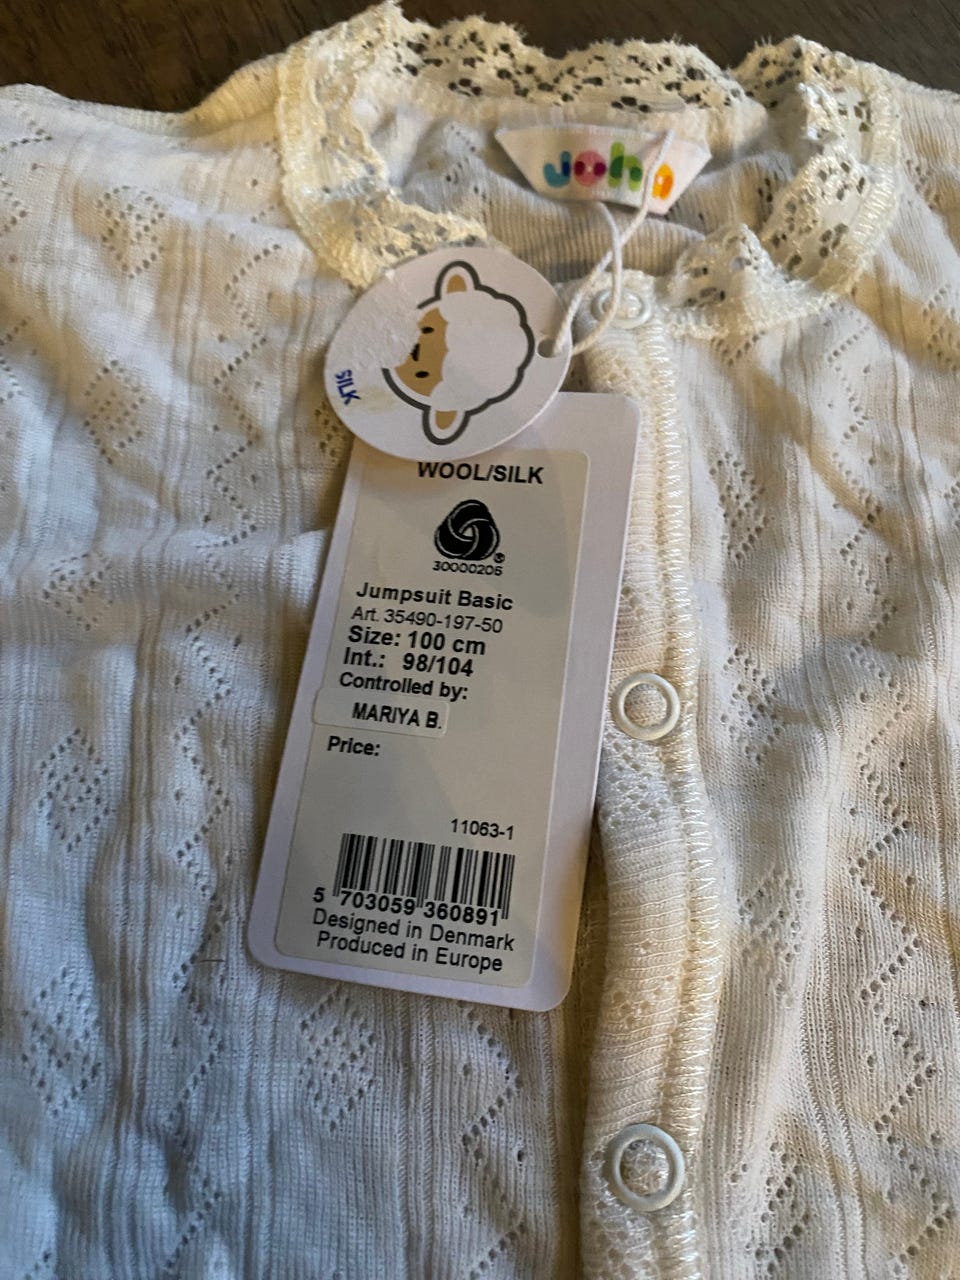 joha
SILK
WOOL/SILK
®
30000205
Jumpsuit Basic
Art. 35490-197-50
Size: 100 cm
Int.: 98/104
Controlled by:
MARIYA B.
Price:
11063-1
5 703059 360891
Designed in Denmark
Produced in Europe